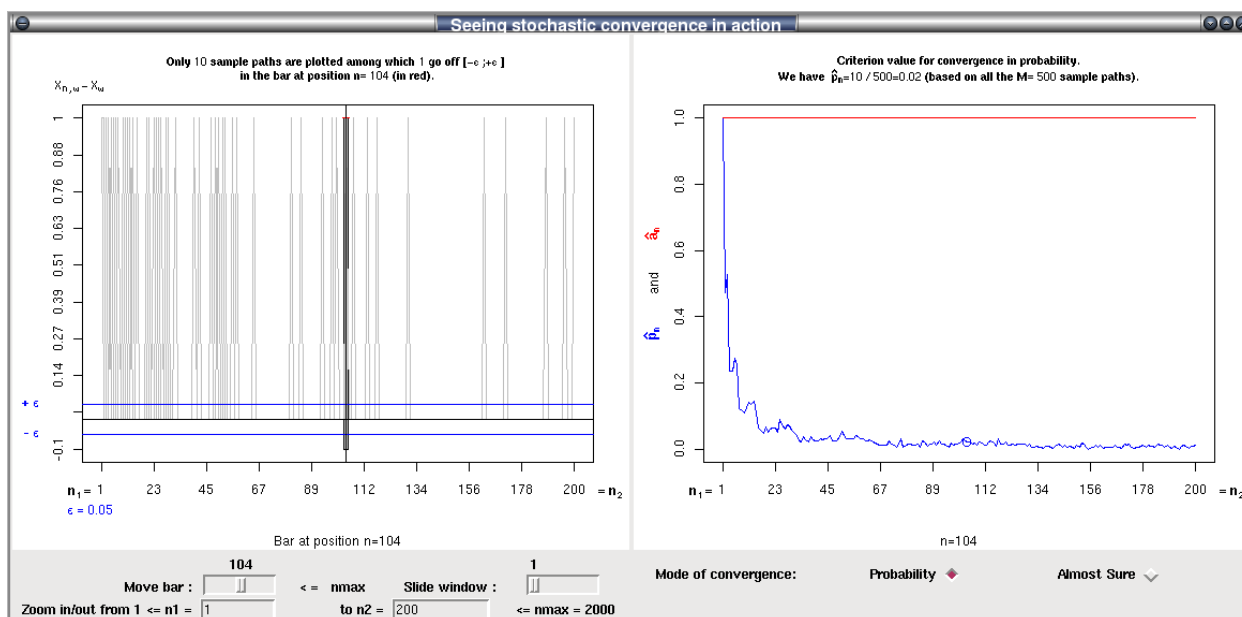 Seeing stochastic convergence in action
Only 10 sample paths are plotted among which 1 go off [-ϵ ;+ϵ ]
in the bar at position n= 104 (in red).
Xn,w − Xw
1
0.88
0.76
0.63
0.51
0.39
0.27
0.14
+ ϵ
− ϵ
-0.1
n1 = 1 23 45 67 89 112 134 156 178 200 = n2
ϵ = 0.05
Bar at position n=104
Criterion value for convergence in probability.
We have p̂n=10 / 500=0.02 (based on all the M= 500 sample paths).
p̂n and ân
1.0
0.8
0.6
0.4
0.2
0.0
n1 = 1 23 45 67 89 112 134 156 178 200 = n2
n=104
104
Move bar : < = nmax
1
Slide window :
Zoom in/out from 1 <= n1 = 1 to n2 = 200 <= nmax = 2000
Mode of convergence: Probability Almost Sure